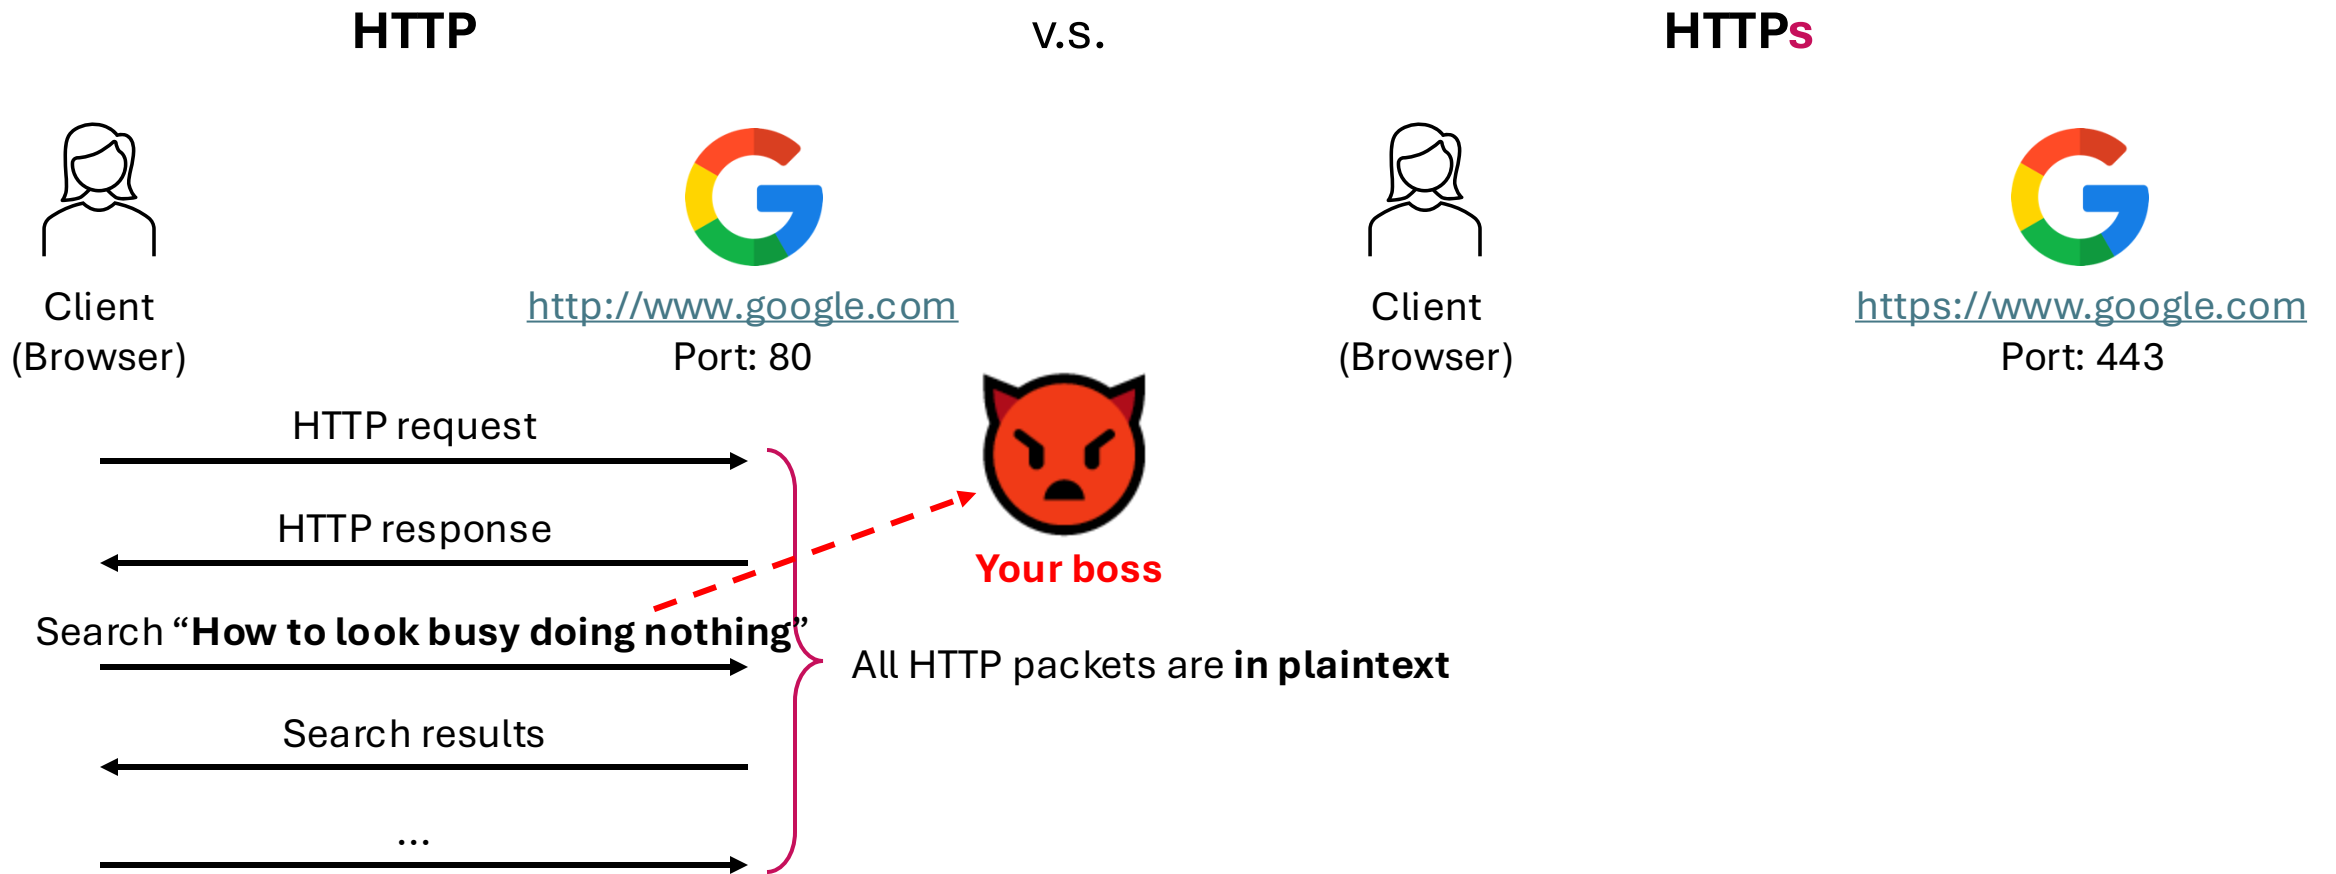 HTTP
v.s.
HTTPs
Client
(Browser)
http://www.google.com
Port: 80
Client
(Browser)
https://www.google.com
Port: 443
HTTP request
HTTP response
Your boss
Search “How to look busy doing nothing”
All HTTP packets are in plaintext
Search results
...